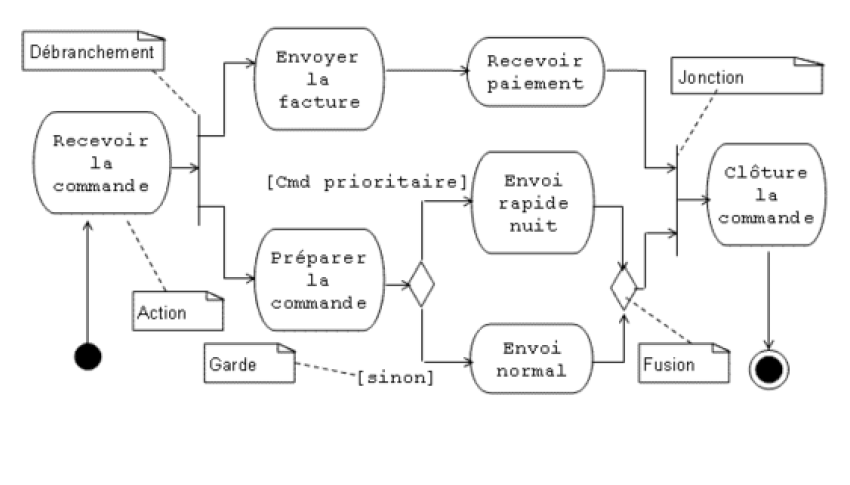 Débranchement
Envoyer
la
facture
Recevoir
paiement
Jonction
Recevoir
la
commande
[Cmd prioritaire]
Envoi
rapide
nuit
Clôture
la
commande
Préparer
la
commande
Action
Garde
[sinon]
Envoi
normal
Fusion